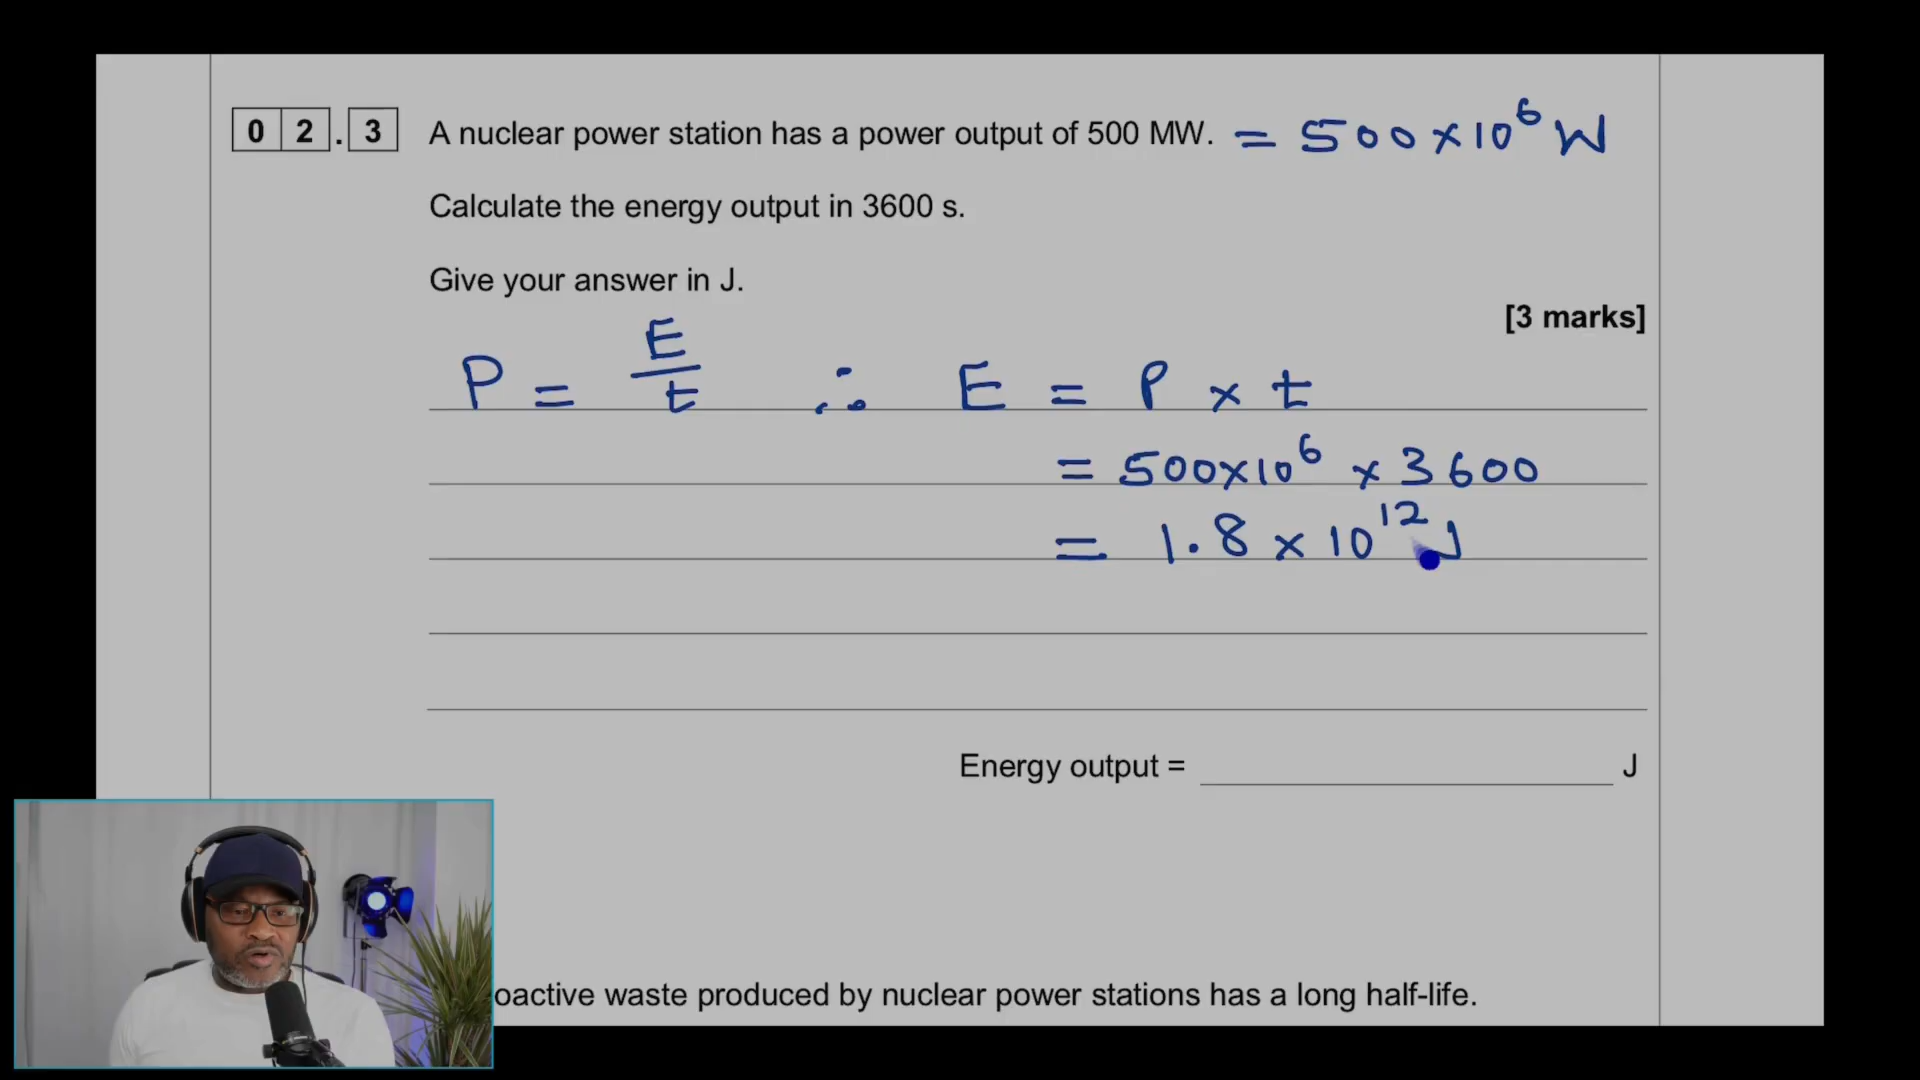 02.3 A nuclear power station has a power output of 500 MW. = 500×10⁶ W
Calculate the energy output in 3600 s.
Give your answer in J.
[3 marks]
P = E/t ∴ E = P × t
= 500×10⁶ × 3600
= 1.8 × 10¹² J
Energy output = J
oactive waste produced by nuclear power stations has a long half-life.